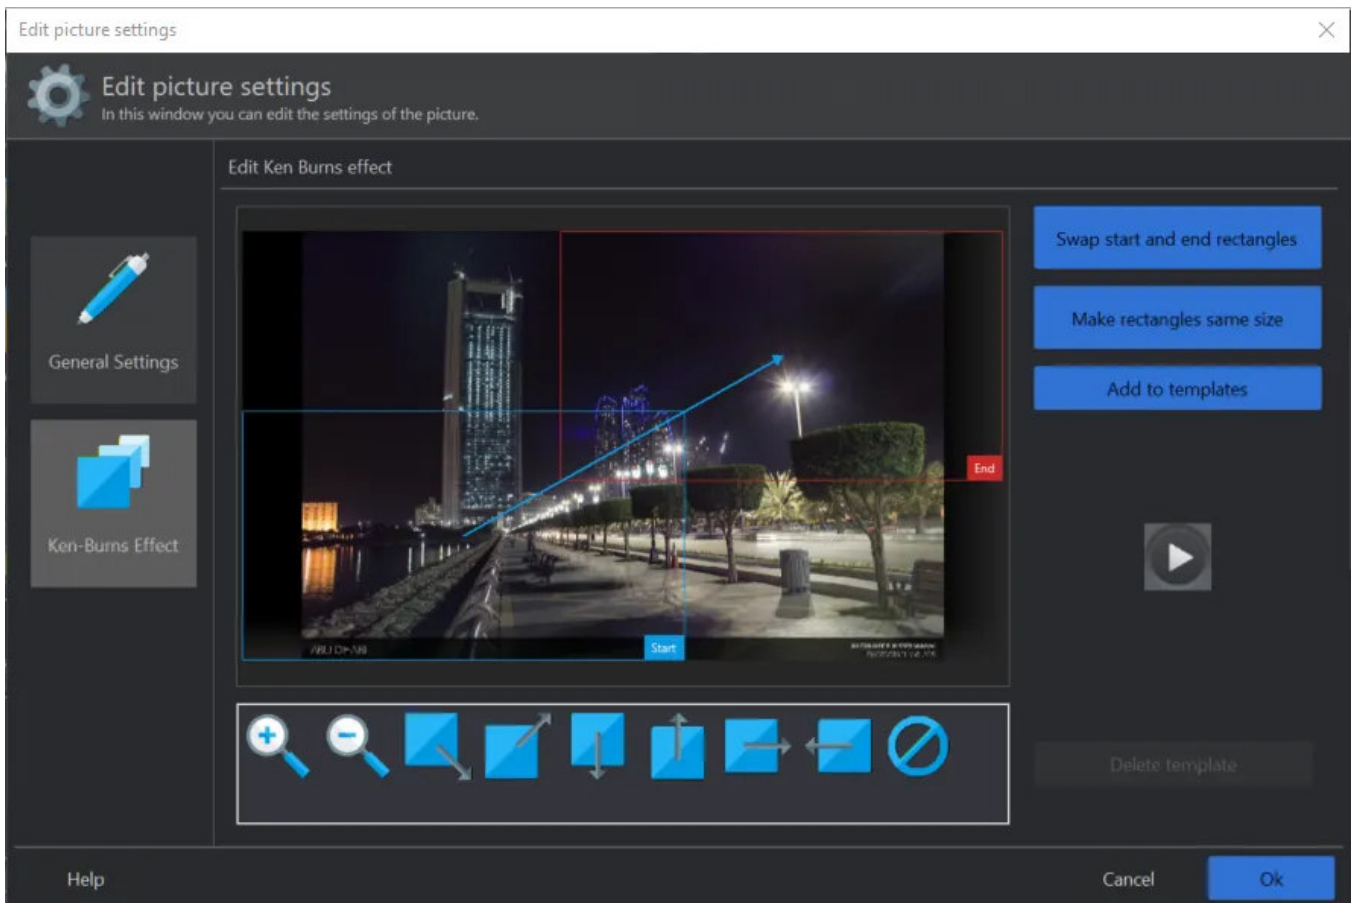 Edit picture settings
Edit picture settings
In this window you can edit the settings of the picture.
Edit Ken Burns effect
General Settings
Ken-Burns Effect
Swap start and end rectangles
Make rectangles same size
Add to templates
End
Start
ABU DHABI
Delete template
Help
Cancel
Ok